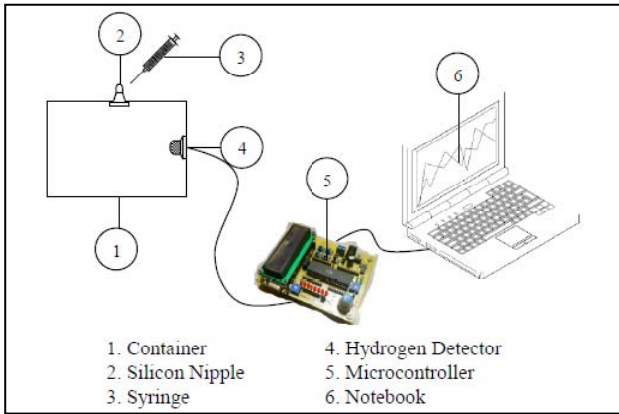 2
3
6
4
5
1
1. Container 4. Hydrogen Detector
2. Silicon Nipple 5. Microcontroller
3. Syringe 6. Notebook